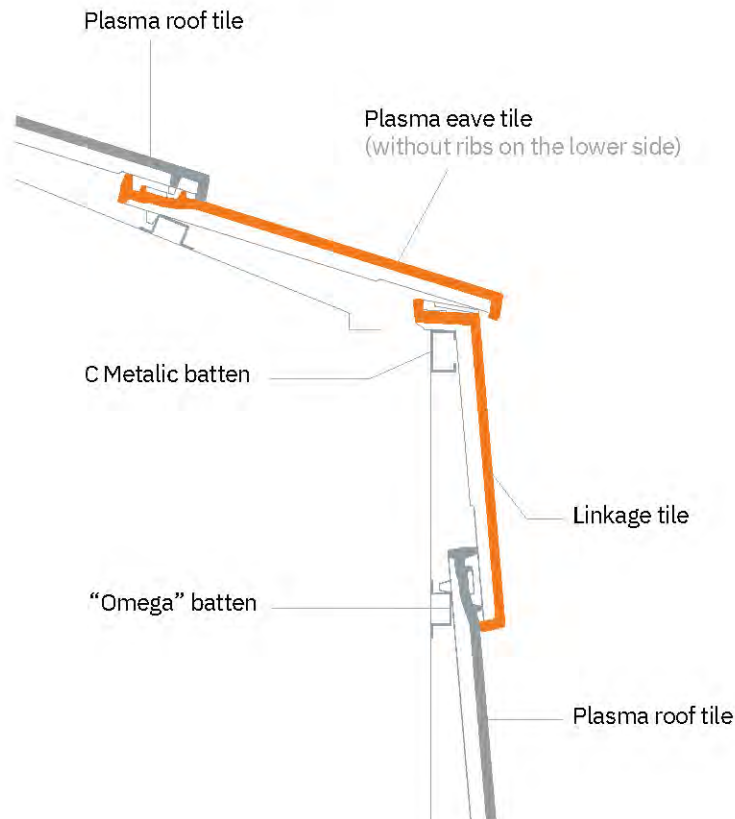 Plasma roof tile
Plasma eave tile
(without ribs on the lower side)
C Metalic batten
Linkage tile
“Omega” batten
Plasma roof tile